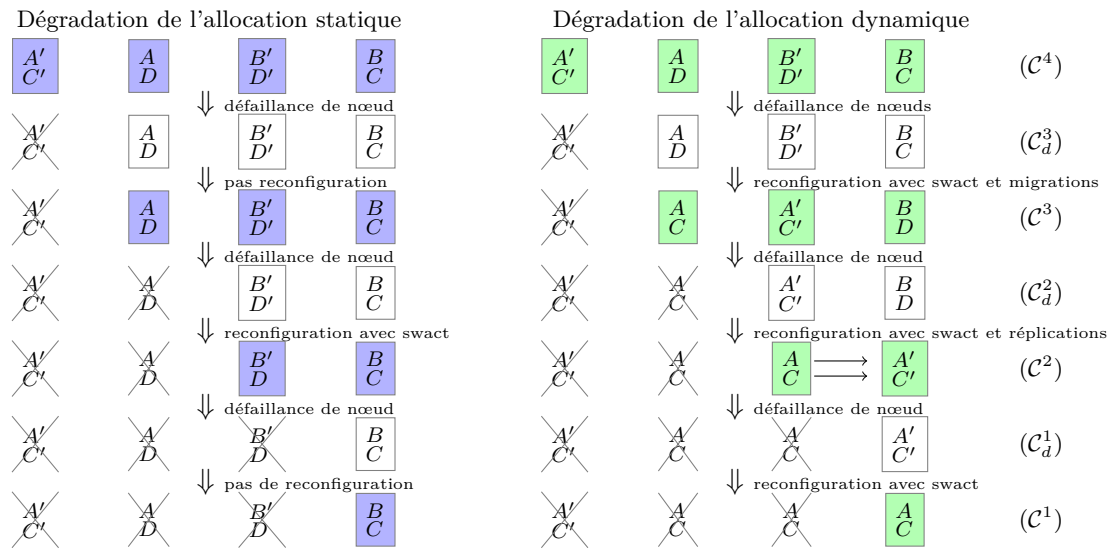 Dégradation de l'allocation statique Dégradation de l'allocation dynamique
A′ A B′ B A′ A B′ B
C′ D D′ C C′ D D′ C (𝒞⁴)
⇓ défaillance de nœud ⇓ défaillance de nœuds
A′ A B′ B A′ A B′ B
C′ D D′ C C′ D D′ C (𝒞³_d)
⇓ pas reconfiguration ⇓ reconfiguration avec swact et migrations
A′ A B′ B A′ A A′ B
C′ D D′ C C′ C C′ D (𝒞³)
⇓ défaillance de nœud ⇓ défaillance de nœud
A′ A B′ B A′ A A′ B
C′ D D′ C C′ C C′ D (𝒞²_d)
⇓ reconfiguration avec swact ⇓ reconfiguration avec swact et réplications
A′ A B′ B A′ A A → A′
C′ D D C C′ C C → C′ (𝒞²)
⇓ défaillance de nœud ⇓ défaillance de nœud
A′ A B′ B A′ A A A′
C′ D D C C′ C C C′ (𝒞¹_d)
⇓ pas de reconfiguration ⇓ reconfiguration avec swact
A′ A B′ B A′ A A A
C′ D D C C′ C C C (𝒞¹)